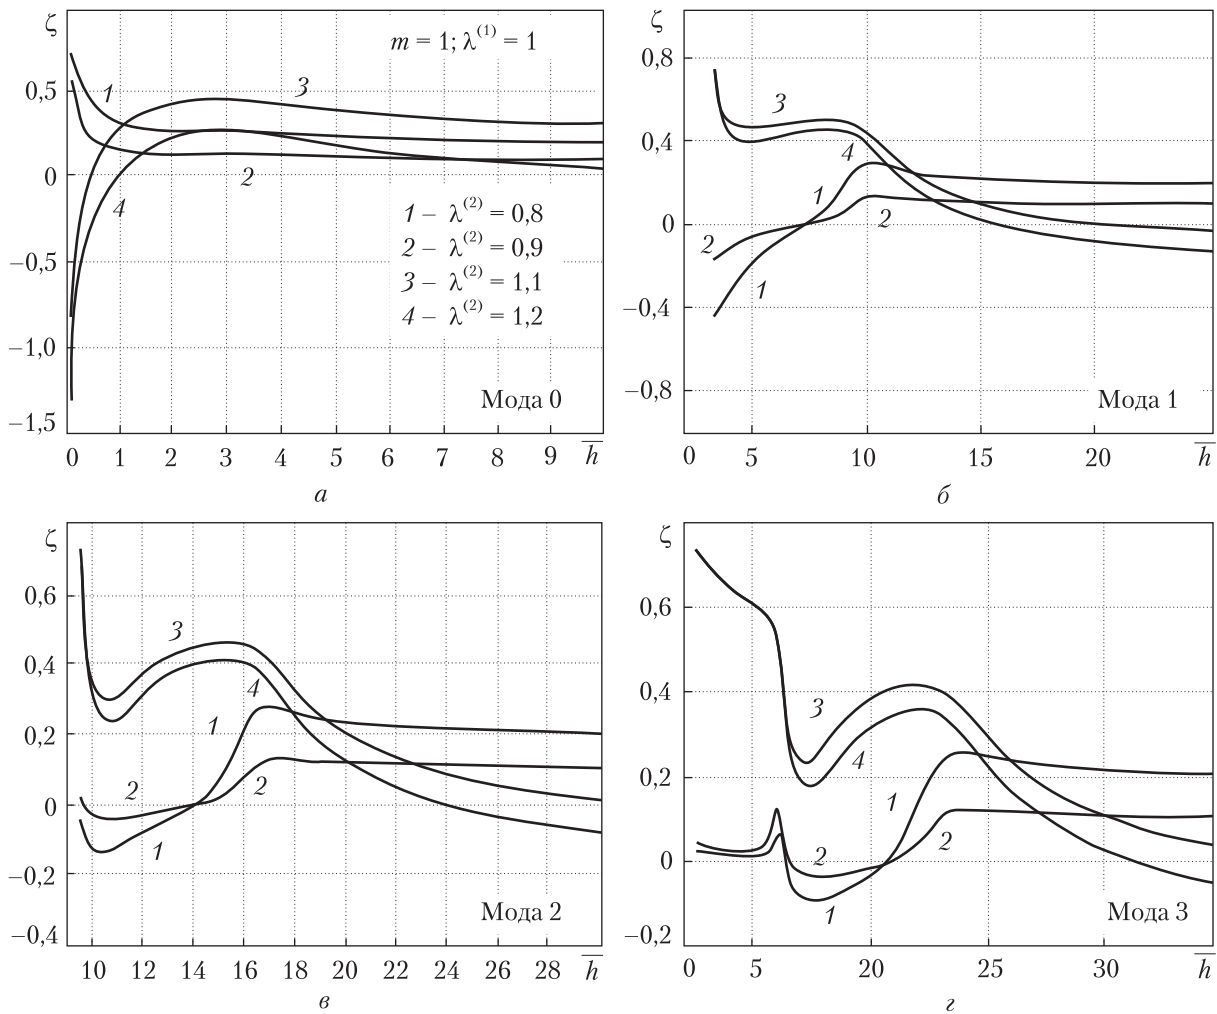 ζ
m = 1; λ(1) = 1
0,5
1
3
0
2
4
1 – λ(2) = 0,8
2 – λ(2) = 0,9
–0,5
3 – λ(2) = 1,1
4 – λ(2) = 1,2
–1,0
Мода 0
–1,5
0 1 2 3 4 5 6 7 8 9 h̅
а
ζ
0,8
3
0,4
4
1
0
2
2
1
–0,4
–0,8
Мода 1
0 5 10 15 20 h̅
б
ζ
0,6
3
0,4
4
1
0,2
2
2
0
1
–0,2
Мода 2
–0,4
10 12 14 16 18 20 22 24 26 28 h̅
в
ζ
0,6
0,4
3
4
0,2
1
2
2
0
1
Мода 3
–0,2
0 5 20 25 30 h̅
г